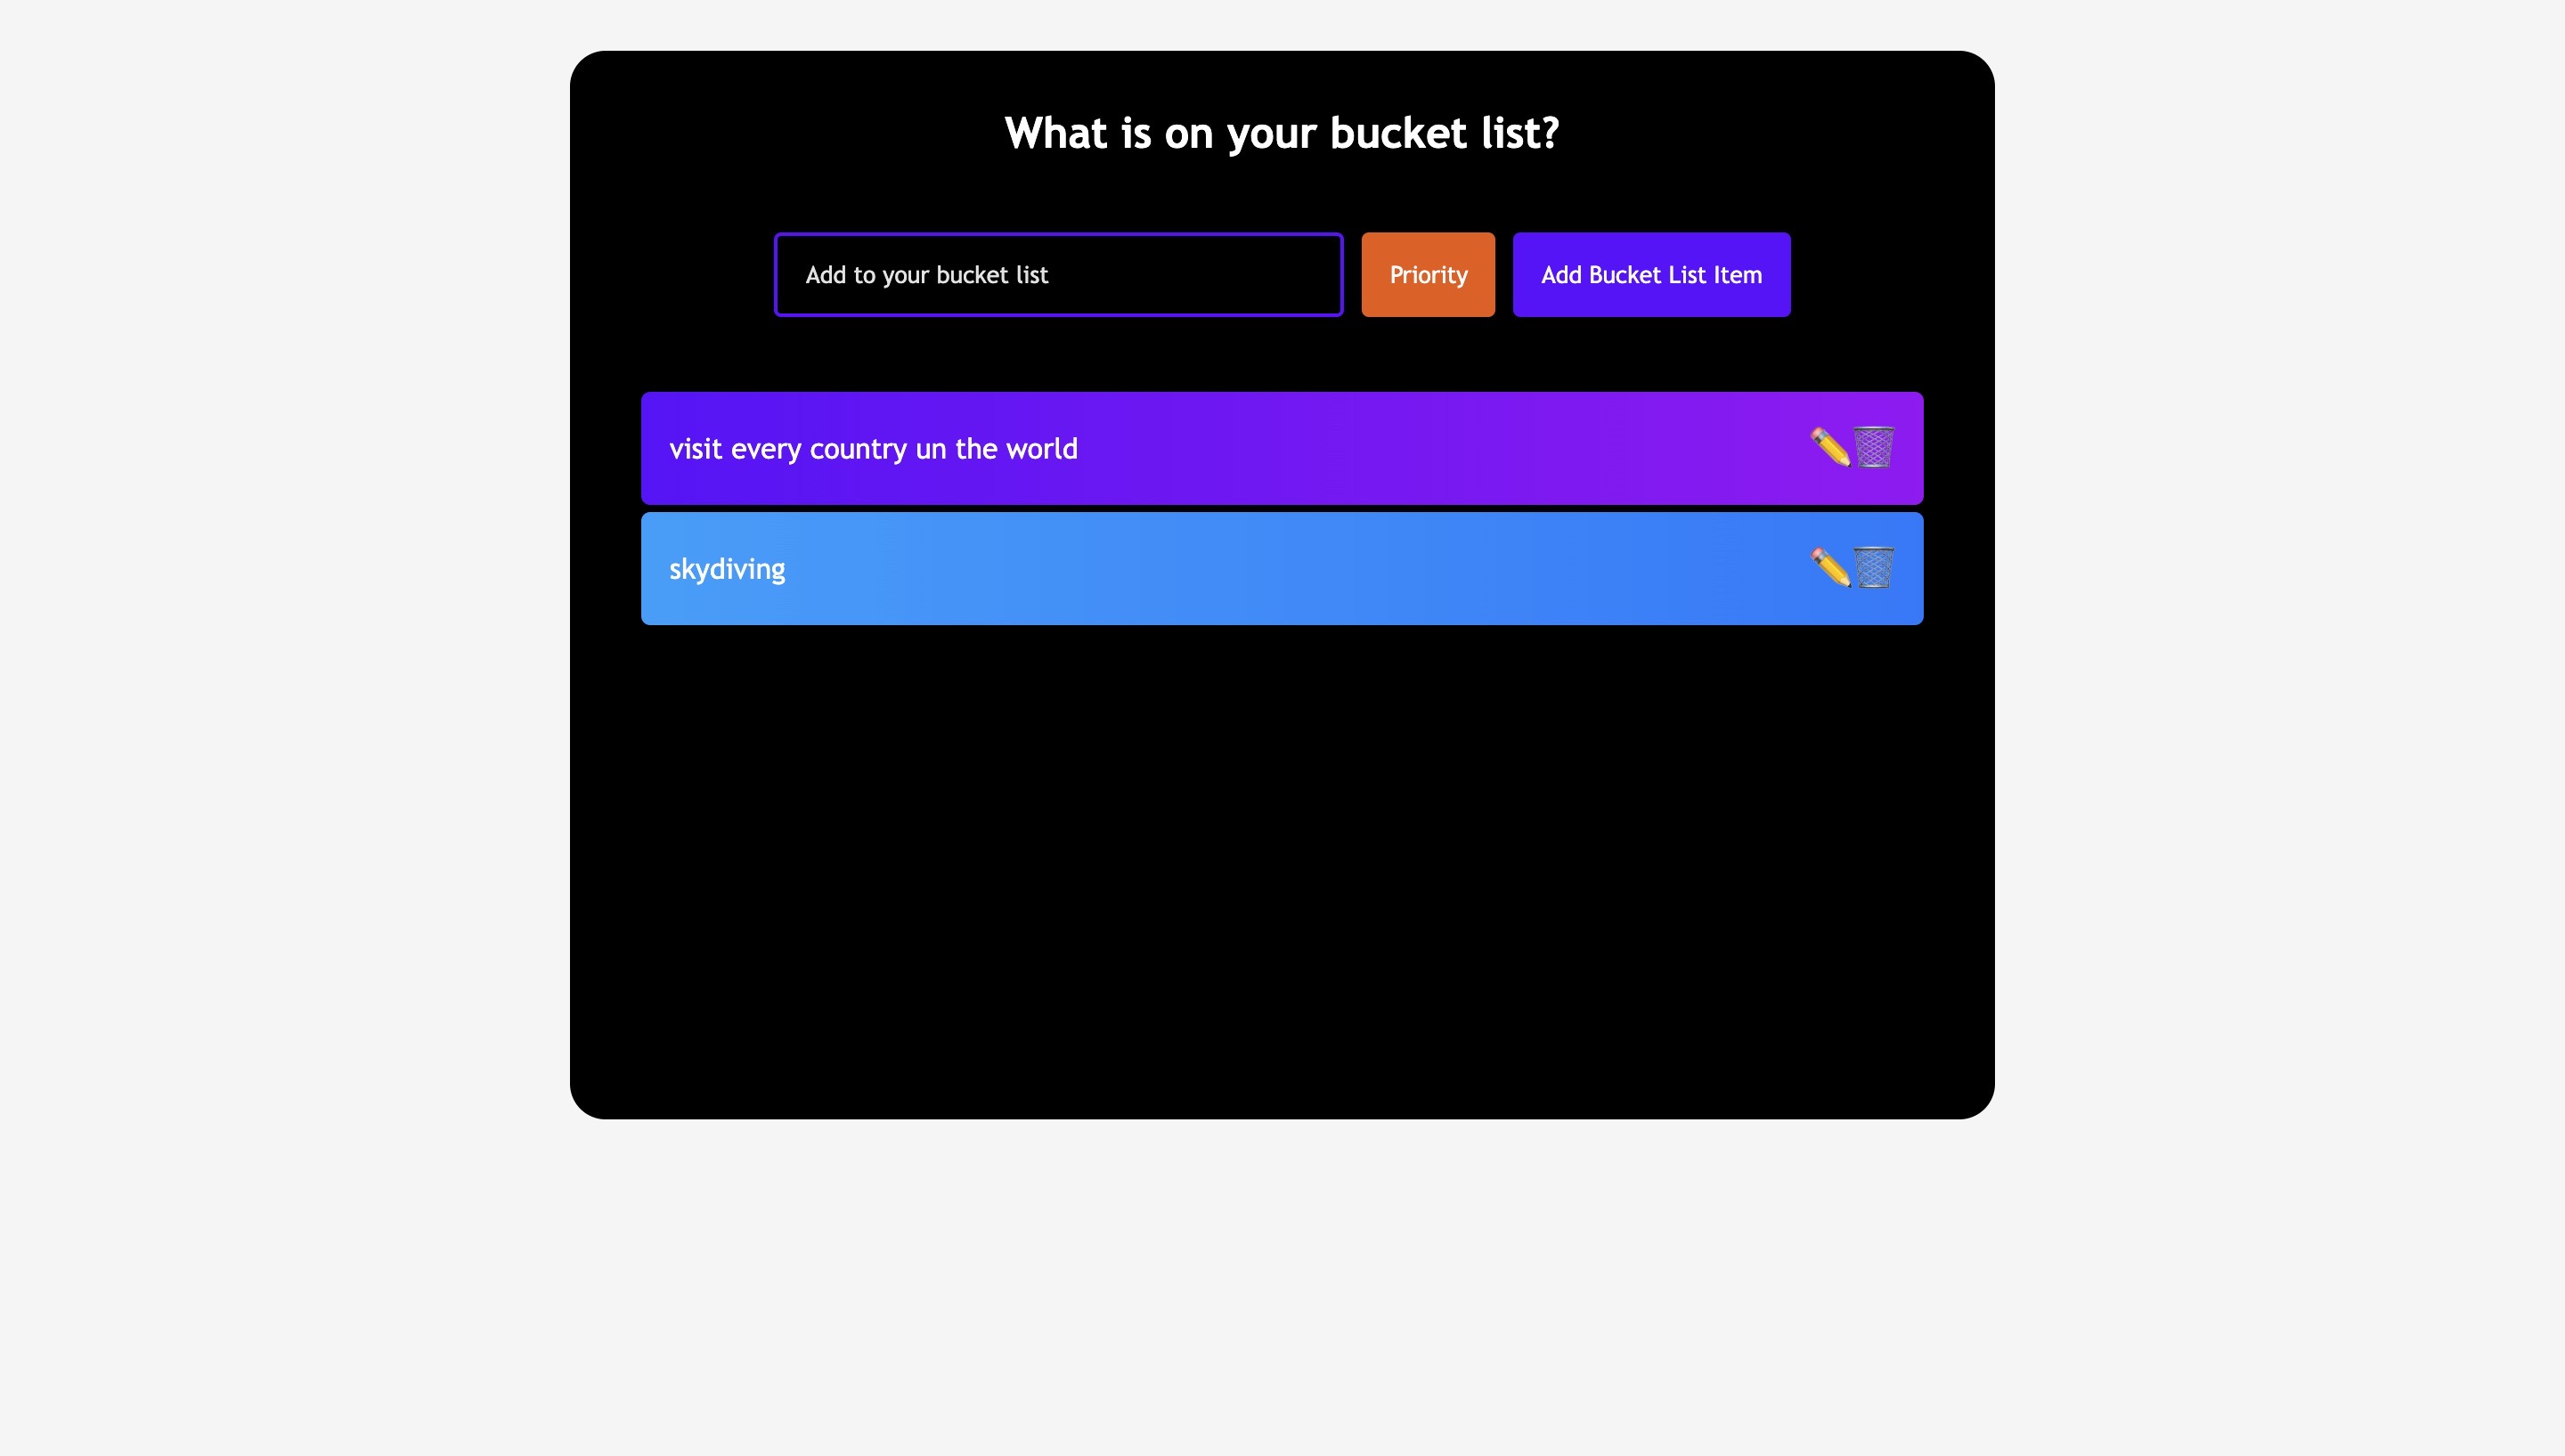 What is on your bucket list?
Add to your bucket list
Priority
Add Bucket List Item
visit every country un the world
skydiving